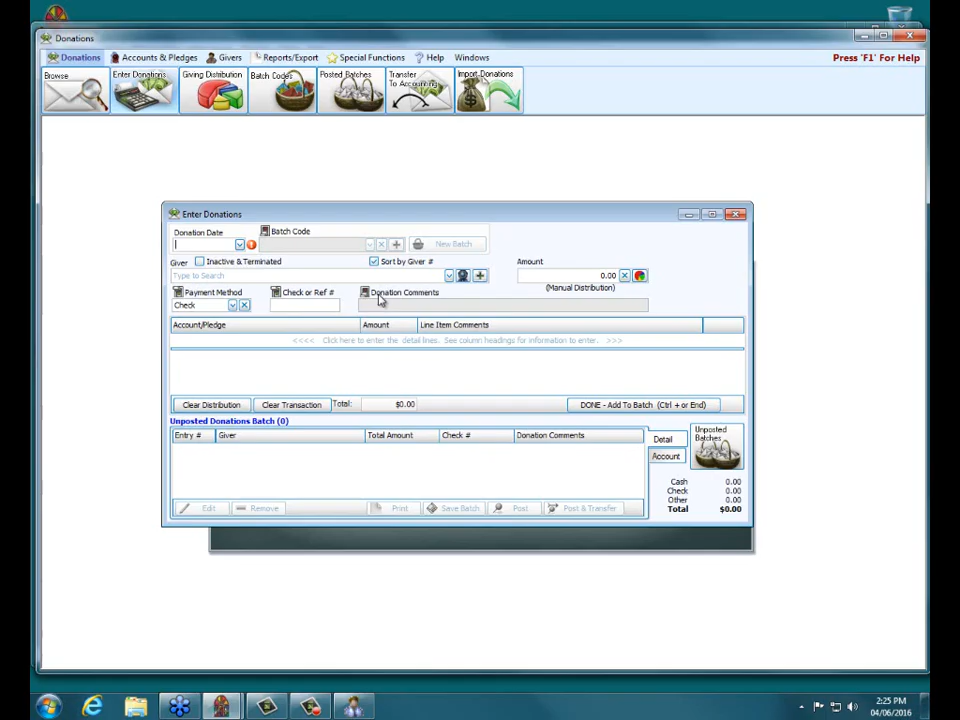 Donations
Donations Accounts & Pledges Givers Reports/Export Special Functions Help Windows Press 'F1' For Help
Browse Enter Donations Giving Distribution Batch Codes Posted Batches Transfer To Accounting Import Donations
Enter Donations
Donation Date Batch Code
New Batch
Giver Inactive & Terminated Sort by Giver # Amount
Type to Search 0.00
(Manual Distribution)
Payment Method Check or Ref # Donation Comments
Check
Account/Pledge Amount Line Item Comments
<<<< Click here to enter the detail lines. See column headings for information to enter. >>>
Clear Distribution Clear Transaction Total: $0.00 DONE - Add To Batch (Ctrl + or End)
Unposted Donations Batch (0)
Entry # Giver Total Amount Check # Donation Comments Detail Unposted Batches
Account
Cash 0.00
Check 0.00
Other 0.00
Total $0.00
Edit Remove Print Save Batch Post Post & Transfer
2:25 PM
04/06/2016